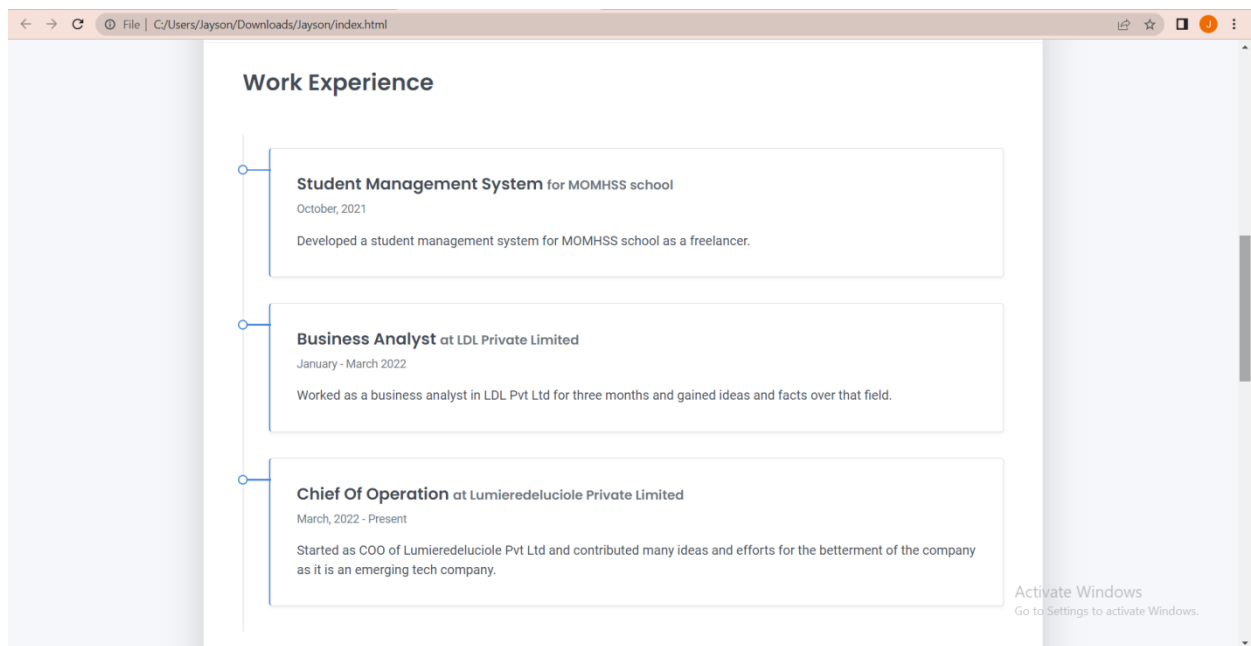 File | C:/Users/Jayson/Downloads/Jayson/index.html
J
Work Experience
Student Management System for MOMHSS school
October, 2021
Developed a student management system for MOMHSS school as a freelancer.
Business Analyst at LDL Private Limited
January - March 2022
Worked as a business analyst in LDL Pvt Ltd for three months and gained ideas and facts over that field.
Chief Of Operation at Lumieredeluciole Private Limited
March, 2022 - Present
Started as COO of Lumieredeluciole Pvt Ltd and contributed many ideas and efforts for the betterment of the company
as it is an emerging tech company.
Activate Windows
Go to Settings to activate Windows.